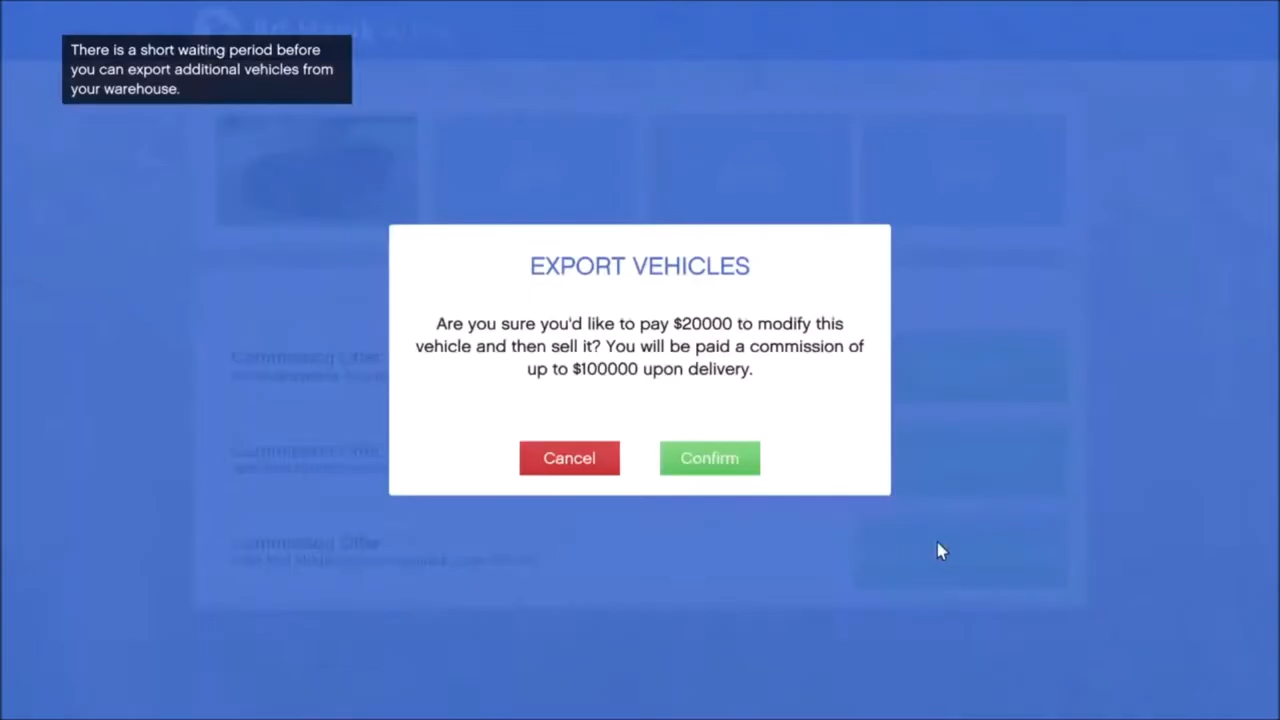 There is a short waiting period before
you can export additional vehicles from
your warehouse.
EXPORT VEHICLES
Are you sure you'd like to pay $20000 to modify this
vehicle and then sell it? You will be paid a commission of
up to $100000 upon delivery.
Cancel
Confirm
Commission Offer